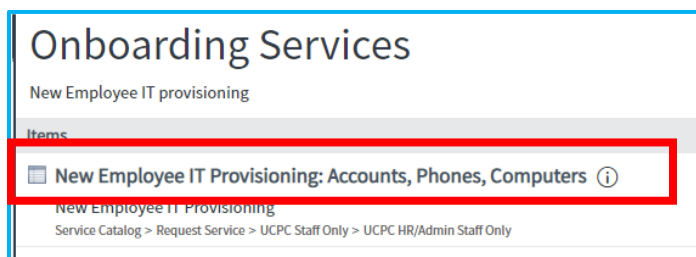 Onboarding Services
New Employee IT provisioning
Items
New Employee IT Provisioning: Accounts, Phones, Computers
New Employee IT Provisioning
Service Catalog > Request Service > UCPC Staff Only > UCPC HR/Admin Staff Only